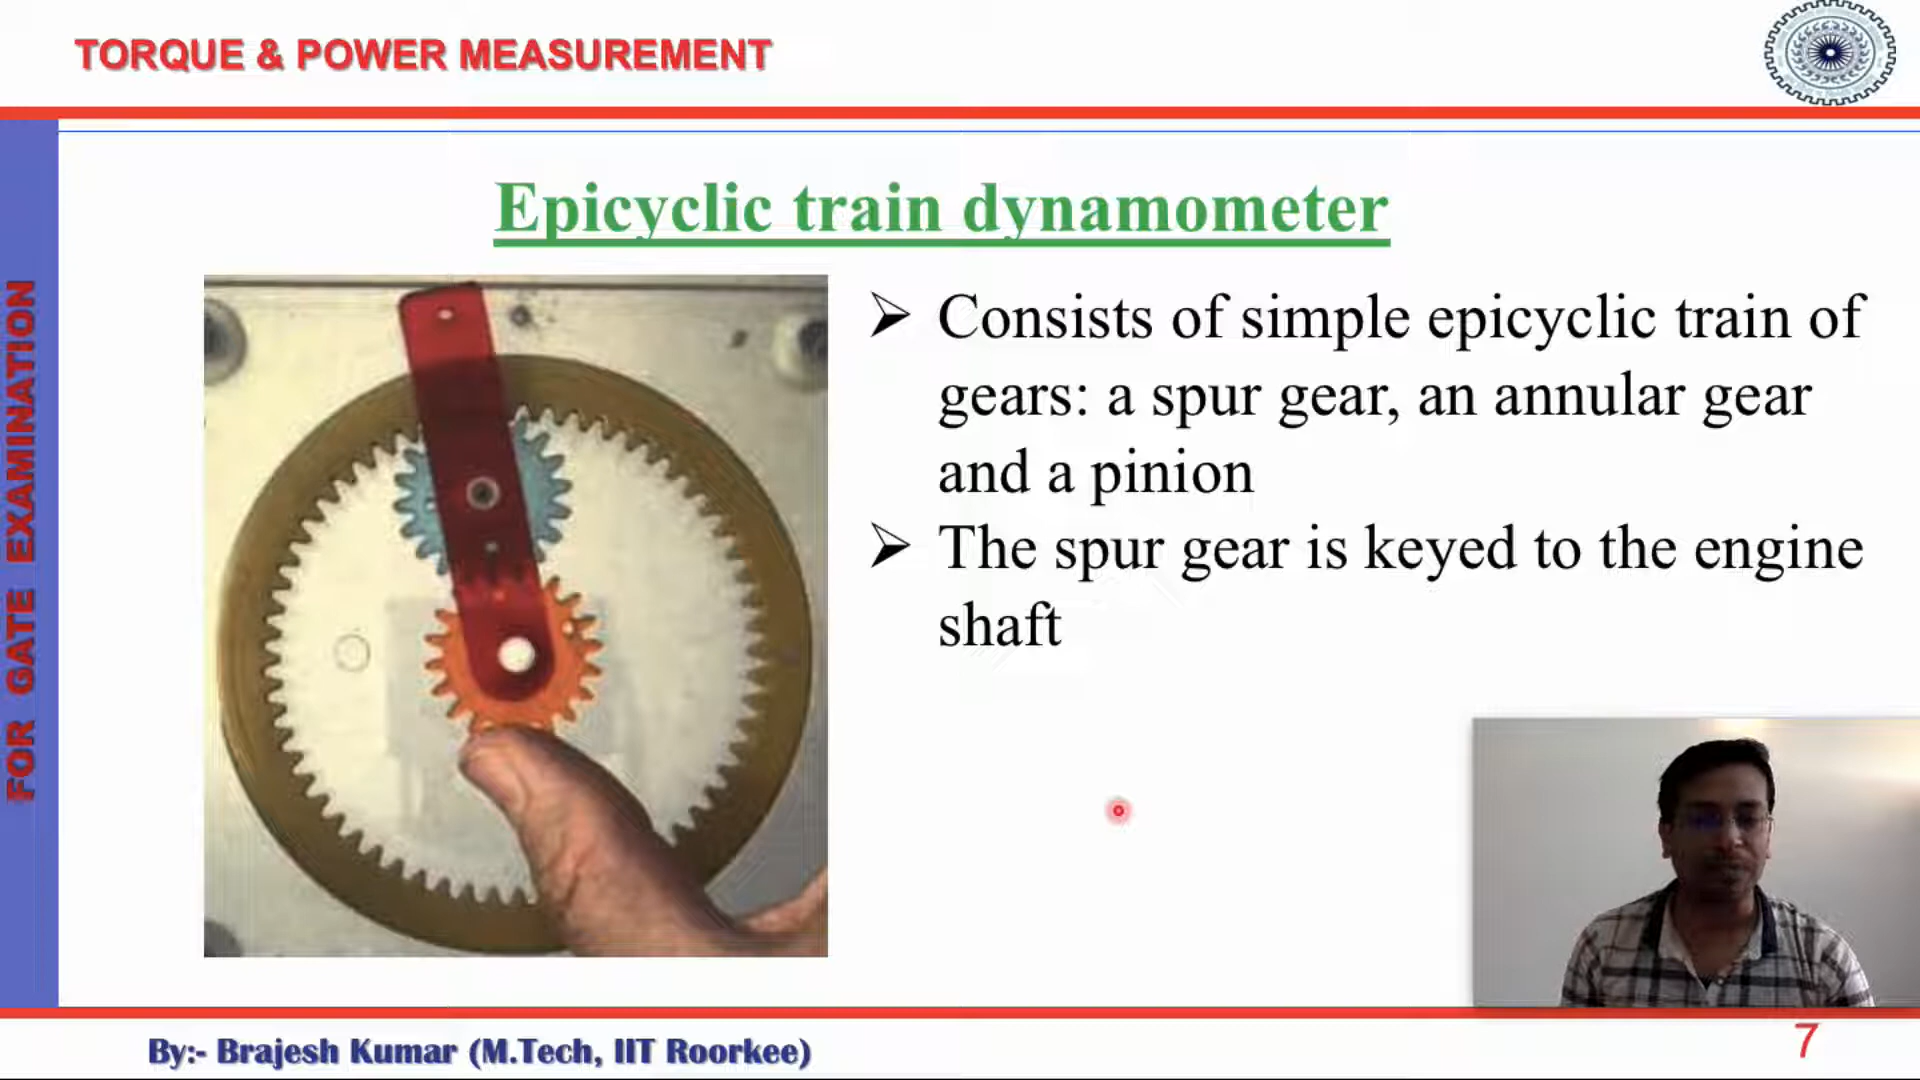 TORQUE & POWER MEASUREMENT
FOR GATE EXAMINATION
Epicyclic train dynamometer
➢ Consists of simple epicyclic train of
gears: a spur gear, an annular gear
and a pinion
➢ The spur gear is keyed to the engine
shaft
By:- Brajesh Kumar (M.Tech, IIT Roorkee)
7